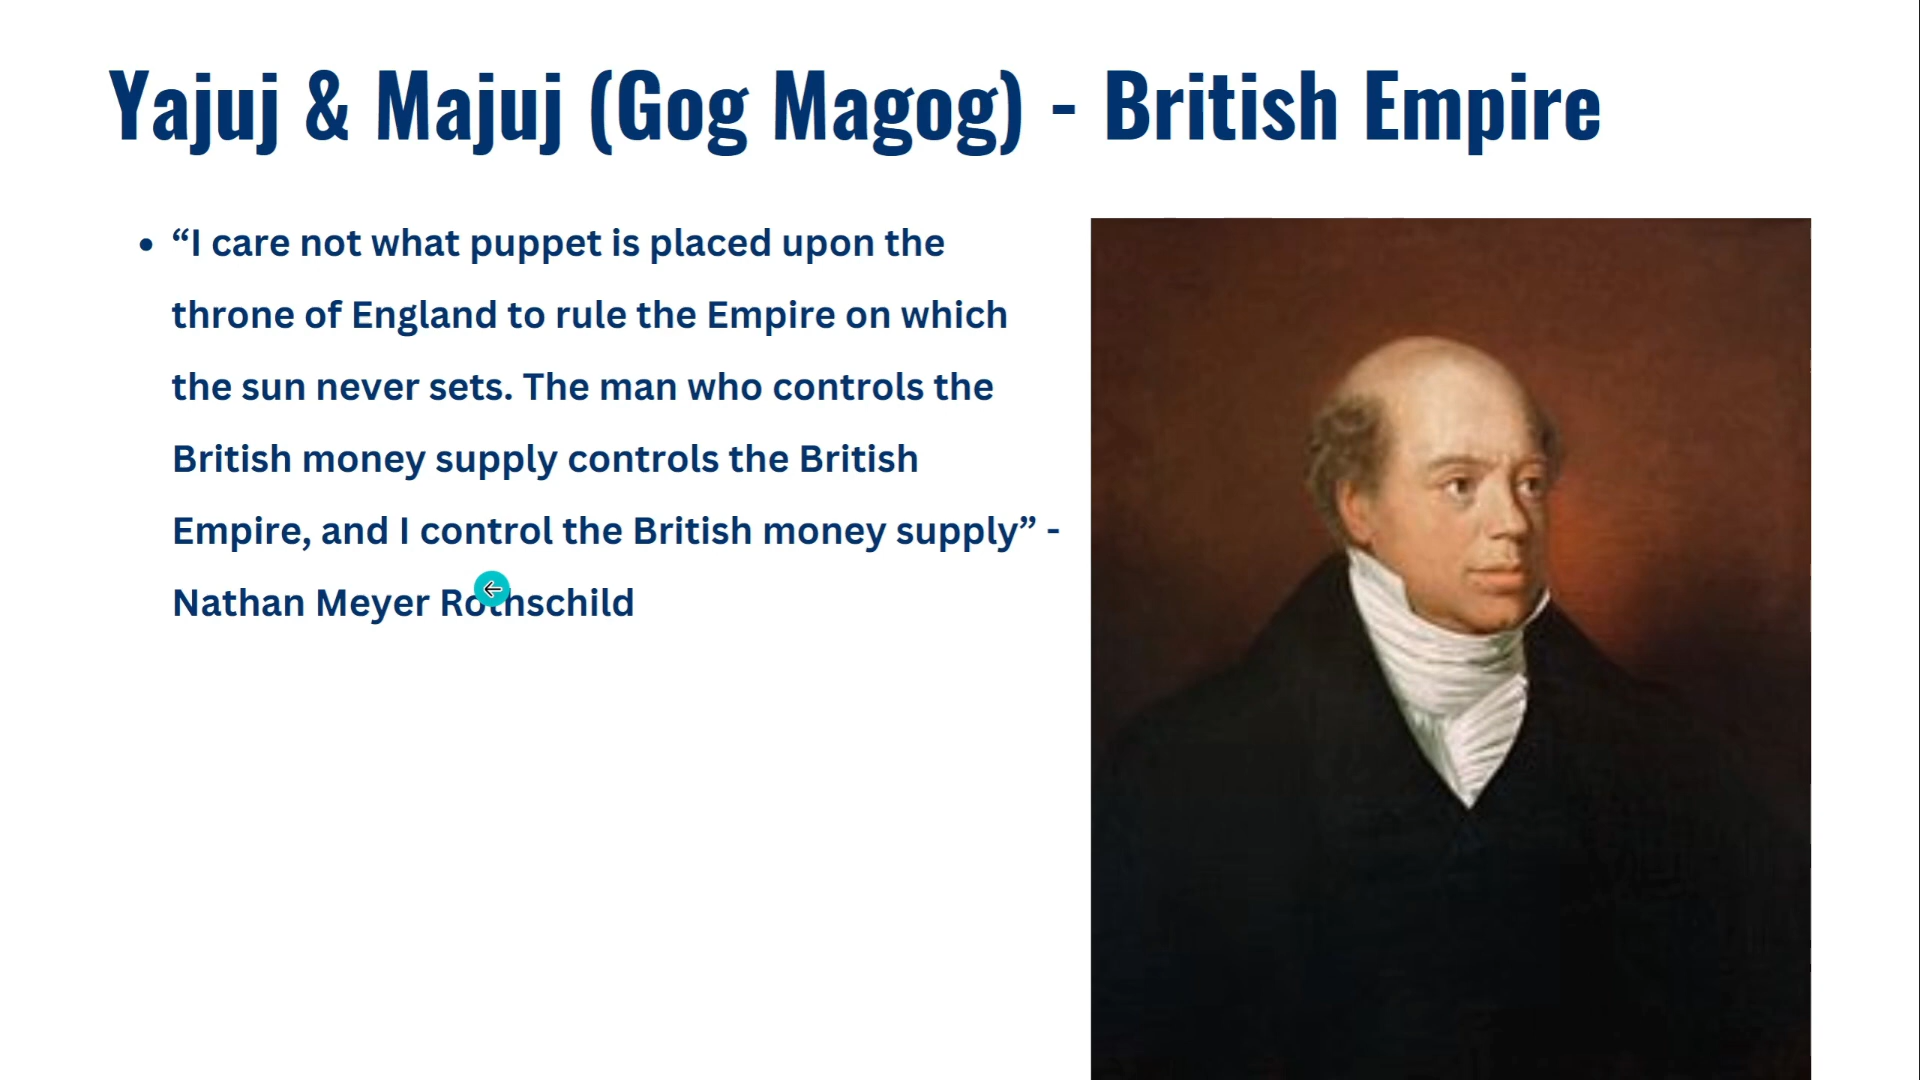 Yajuj & Majuj (Gog Magog) - British Empire
• “I care not what puppet is placed upon the
throne of England to rule the Empire on which
the sun never sets. The man who controls the
British money supply controls the British
Empire, and I control the British money supply” -
Nathan Meyer Rothschild